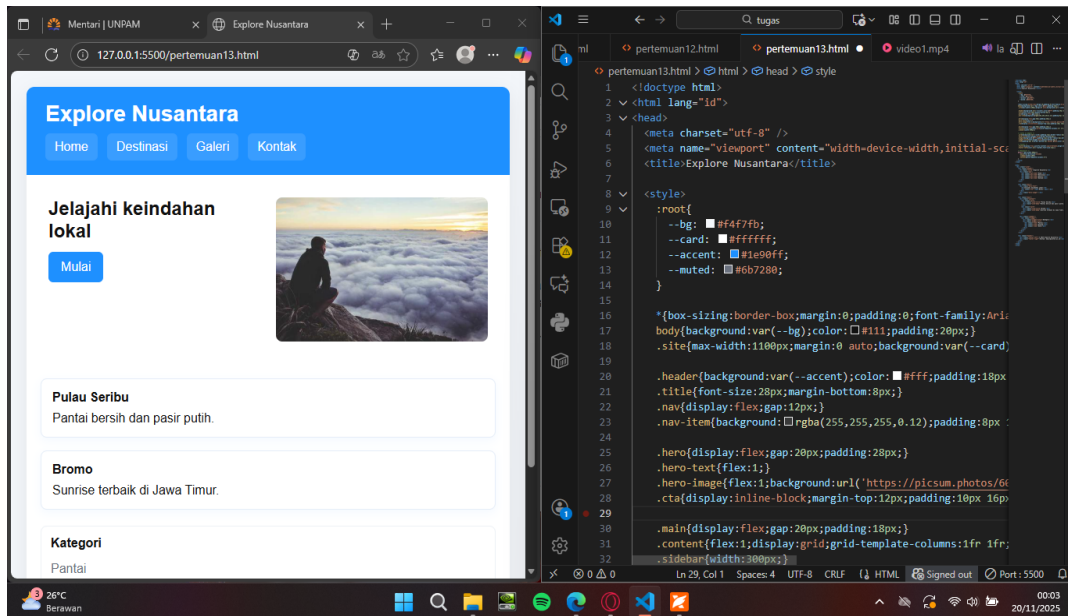 Mentari | UNPAM
Explore Nusantara
127.0.0.1:5500/pertemuan13.html
Explore Nusantara
Home
Destinasi
Galeri
Kontak
Jelajahi keindahan
lokal
Mulai
Pulau Seribu
Pantai bersih dan pasir putih.
Bromo
Sunrise terbaik di Jawa Timur.
Kategori
Pantai
tugas
ml
pertemuan12.html
pertemuan13.html
video1.mp4
la
pertemuan13.html > html > head > style
1 <!doctype html>
2 <html lang="id">
3 <head>
4 <meta charset="utf-8" />
5 <meta name="viewport" content="width=device-width,initial-sca
6 <title>Explore Nusantara</title>
7
8 <style>
9 :root{
10 --bg: #f4f7fb;
11 --card: #ffffff;
12 --accent: #1e90ff;
13 --muted: #6b7280;
14 }
15
16 *{box-sizing:border-box;margin:0;padding:0;font-family:Aria
17 body{background:var(--bg);color:#111;padding:20px;}
18 .site{max-width:1100px;margin:0 auto;background:var(--card)
19
20 .header{background:var(--accent);color:#fff;padding:18px
21 .title{font-size:28px;margin-bottom:8px;}
22 .nav{display:flex;gap:12px;}
23 .nav-item{background:rgba(255,255,255,0.12);padding:8px 1
24
25 .hero{display:flex;gap:20px;padding:28px;}
26 .hero-text{flex:1;}
27 .hero-image{flex:1;background:url('https://picsum.photos/60
28 .cta{display:inline-block;margin-top:12px;padding:10px 16px
29
30 .main{display:flex;gap:20px;padding:18px;}
31 .content{flex:1;display:grid;grid-template-columns:1fr 1fr;
32 .sidebar{width:300px;}
0 0
Ln 29, Col 1
Spaces: 4
UTF-8
CRLF
HTML
Signed out
Port : 5500
3
26°C
Berawan
00:03
20/11/2025